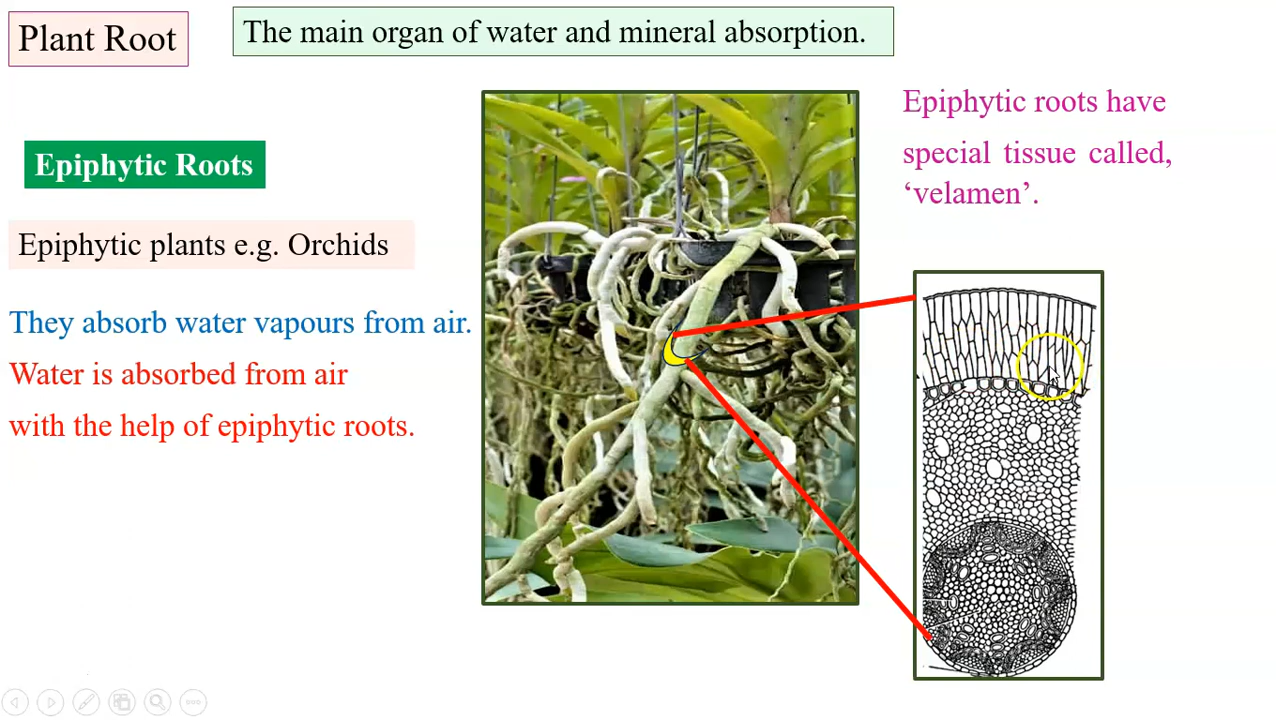 Plant Root
The main organ of water and mineral absorption.
Epiphytic Roots
Epiphytic plants e.g. Orchids
They absorb water vapours from air.
Water is absorbed from air
with the help of epiphytic roots.
Epiphytic roots have
special tissue called,
‘velamen’.